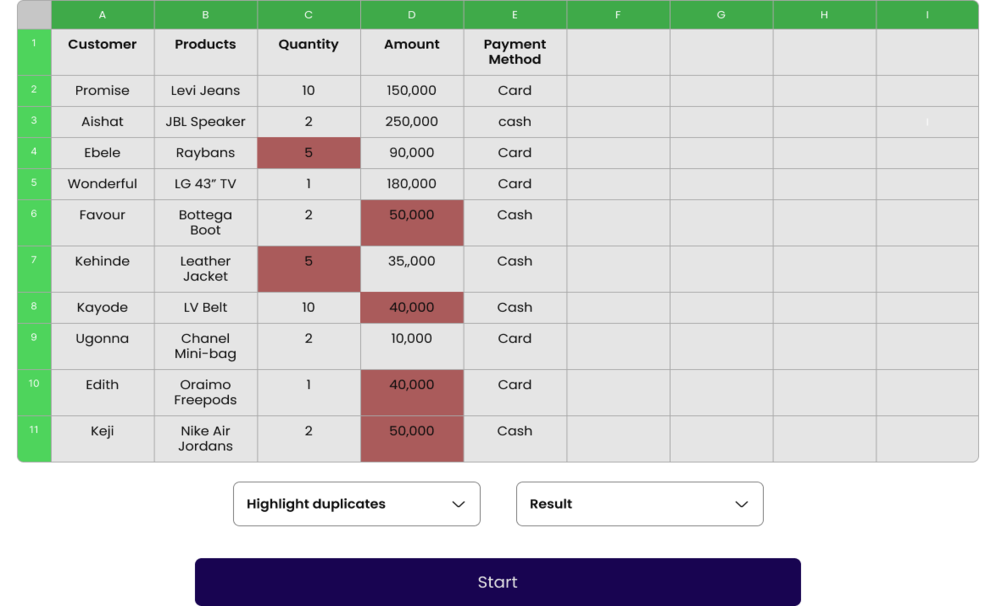 A B C D E F G H I
1 Customer Products Quantity Amount Payment
Method
2 Promise Levi Jeans 10 150,000 Card
3 Aishat JBL Speaker 2 250,000 cash
4 Ebele Raybans 5 90,000 Card
5 Wonderful LG 43” TV 1 180,000 Card
6 Favour Bottega 2 50,000 Cash
Boot
7 Kehinde Leather 5 35,,000 Cash
Jacket
8 Kayode LV Belt 10 40,000 Cash
9 Ugonna Chanel 2 10,000 Card
Mini-bag
10 Edith Oraimo 1 40,000 Card
Freepods
11 Keji Nike Air 2 50,000 Cash
Jordans
Highlight duplicates Result
Start